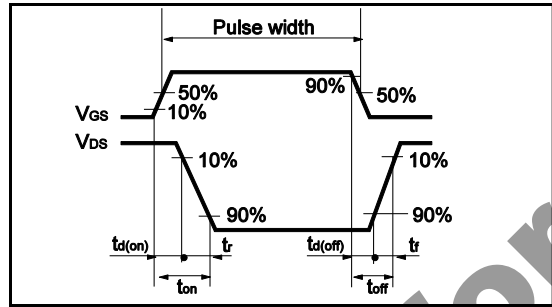 Pulse width
90%
50%
50%
10%
VGS
VDS
10%
10%
90%
90%
td(on)
tr
td(off)
tf
ton
toff